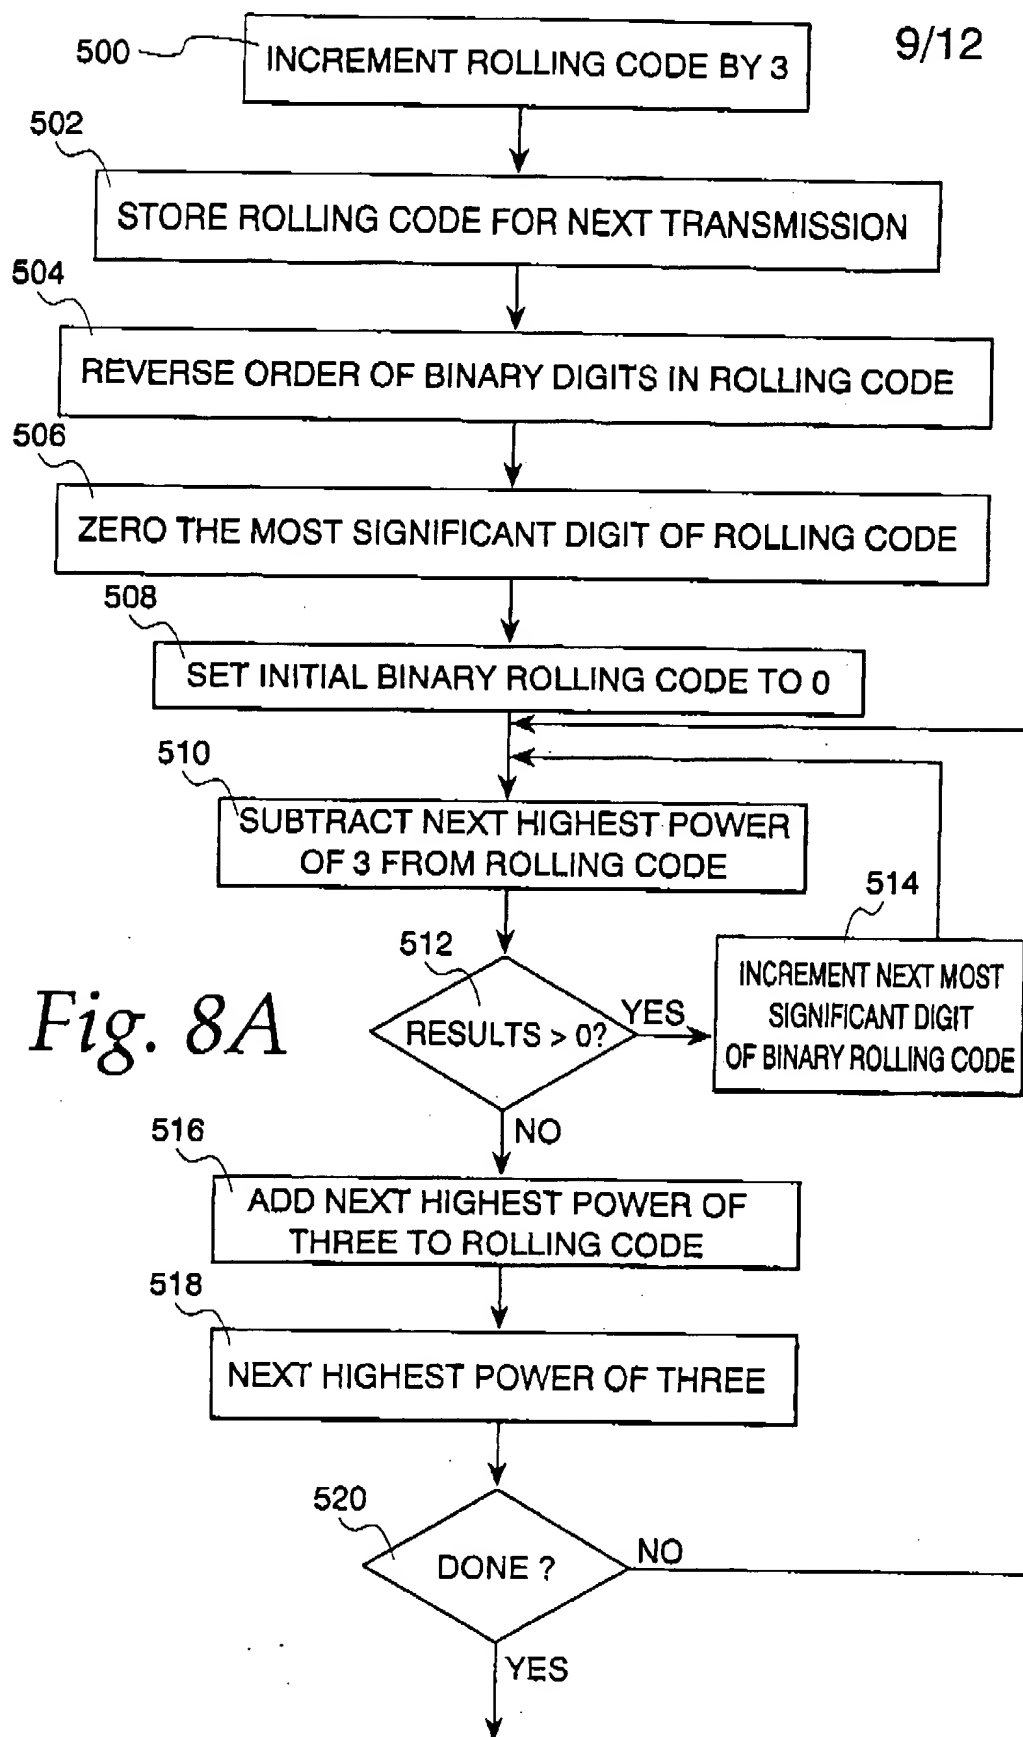 9/12
500
INCREMENT ROLLING CODE BY 3
502
STORE ROLLING CODE FOR NEXT TRANSMISSION
504
REVERSE ORDER OF BINARY DIGITS IN ROLLING CODE
506
ZERO THE MOST SIGNIFICANT DIGIT OF ROLLING CODE
508
SET INITIAL BINARY ROLLING CODE TO 0
510
SUBTRACT NEXT HIGHEST POWER
OF 3 FROM ROLLING CODE
512
RESULTS > 0?
YES
514
INCREMENT NEXT MOST
SIGNIFICANT DIGIT
OF BINARY ROLLING CODE
Fig. 8A
NO
516
ADD NEXT HIGHEST POWER OF
THREE TO ROLLING CODE
518
NEXT HIGHEST POWER OF THREE
520
DONE ?
NO
YES